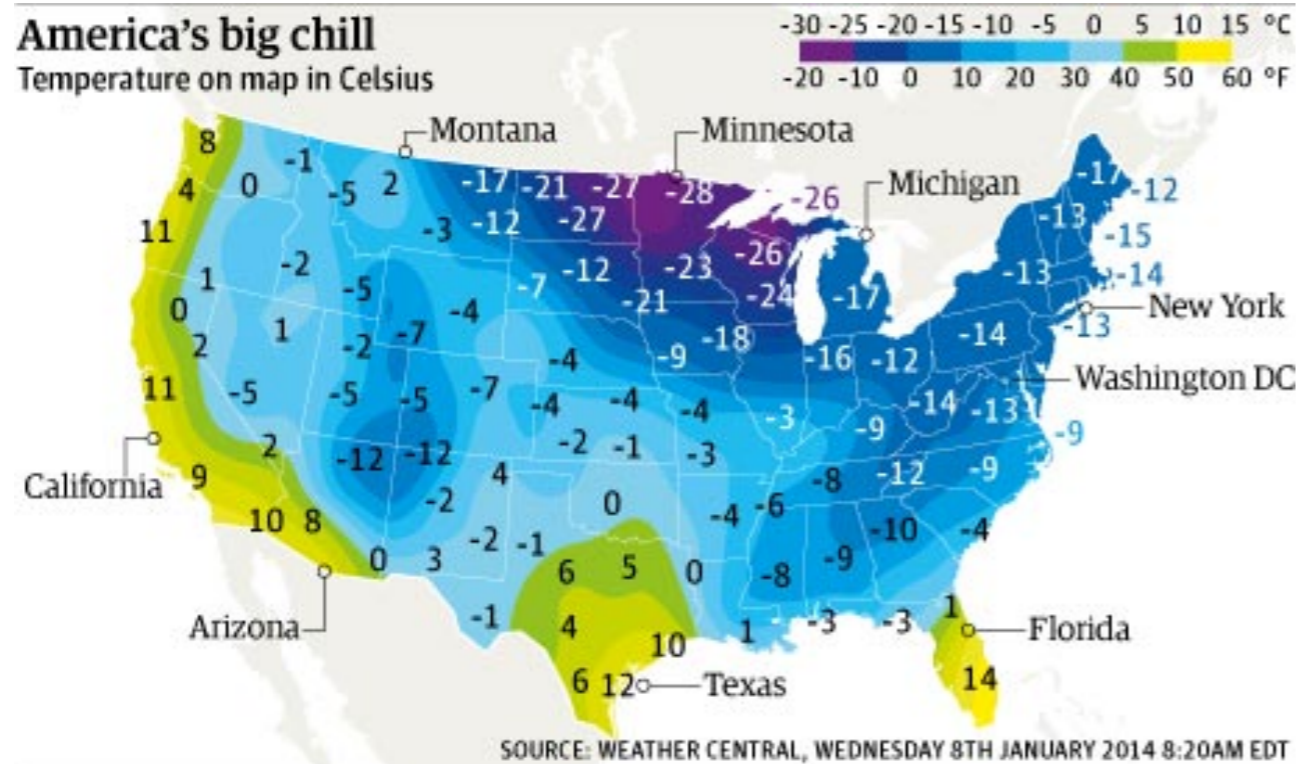 America's big chill
Temperature on map in Celsius
-30 -25 -20 -15 -10 -5 0 5 10 15 °C
-20 -10 0 10 20 30 40 50 60 °F
Montana
Minnesota
Michigan
New York
Washington DC
California
Arizona
Texas
Florida
8 -1 -5 2 -17 -21 -27 -28 -26 -17 -12
4 0 -3 -12 -27 -13 -15
11 -2 -5 -7 -12 -23 -26 -13 -14
1 0 -4 -21 -24 -17 -13
2 1 -2 -7 -4 -9 -18 -16 -12 -14
11 -5 -5 -5 -7 -4 -4 -4 -3 -9 -14 -13 -9
2 -12 -12 -2 -1 -3 -8 -12 -9
9 4 -2 0 -4 -6 -10 -4
10 8 0 3 -2 -1 6 5 0 -8 -9
-1 4 10 1 -3 -3 1
6 12 14
SOURCE: WEATHER CENTRAL, WEDNESDAY 8TH JANUARY 2014 8:20AM EDT